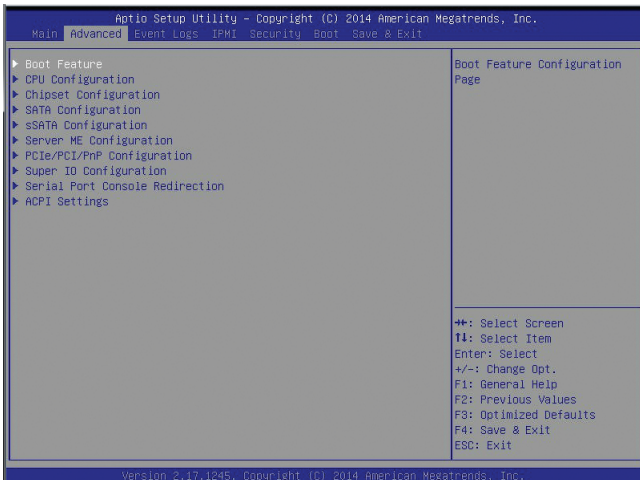 Aptio Setup Utility – Copyright (C) 2014 American Megatrends, Inc.
Main Advanced Event Logs IPMI Security Boot Save & Exit
Boot Feature
CPU Configuration
Chipset Configuration
SATA Configuration
sSATA Configuration
Server ME Configuration
PCIe/PCI/PnP Configuration
Super IO Configuration
Serial Port Console Redirection
ACPI Settings
Boot Feature Configuration
Page
→←: Select Screen
↑↓: Select Item
Enter: Select
+/-: Change Opt.
F1: General Help
F2: Previous Values
F3: Optimized Defaults
F4: Save & Exit
ESC: Exit
Version 2.17.1245. Copyright (C) 2014 American Megatrends, Inc.